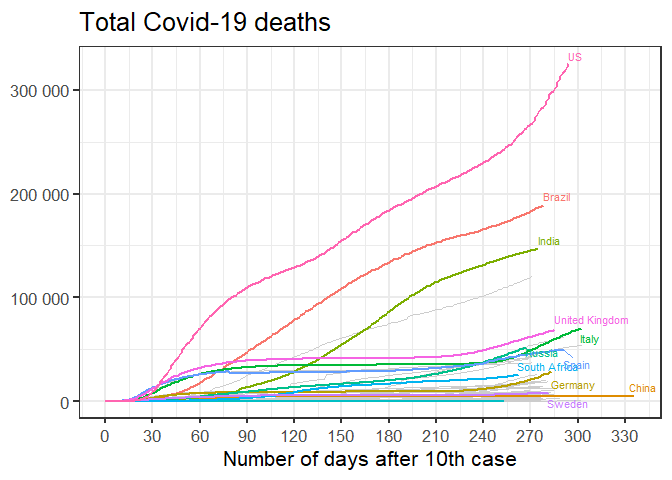 Total Covid-19 deaths
US
300 000
Brazil
200 000
India
100 000
United Kingdom
Italy
Russia
Spain
South Africa
Germany
China
0
Sweden
0 30 60 90 120 150 180 210 240 270 300 330
Number of days after 10th case